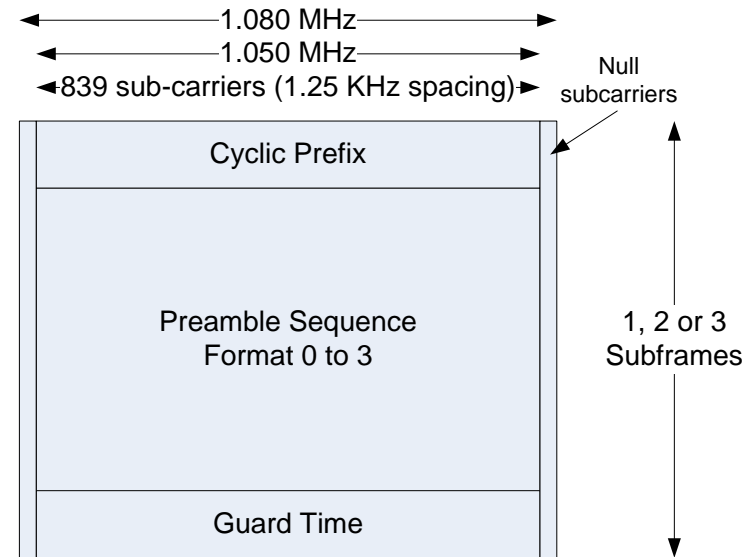 1.080 MHz
1.050 MHz
839 sub-carriers (1.25 KHz spacing)
Null
subcarriers
Cyclic Prefix
Preamble Sequence
Format 0 to 3
1, 2 or 3
Subframes
Guard Time